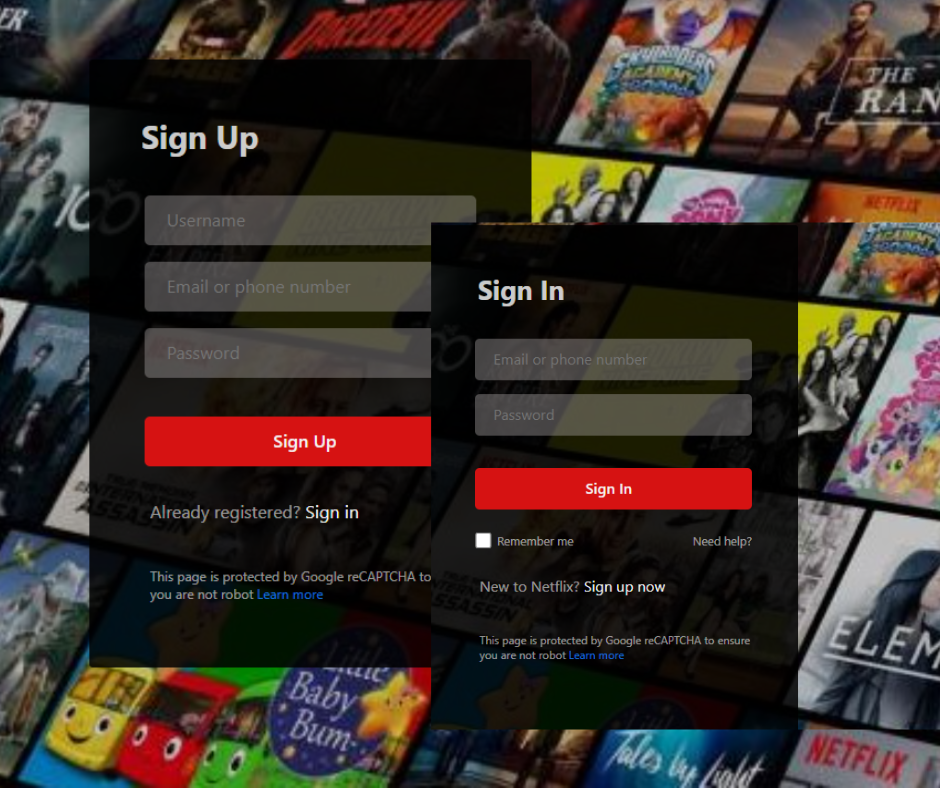 DAREDEVIL
SKYLANDERS
ACADEMY
THE
RAN
Sign Up
Username
Email or phone number
Password
Sign Up
Already registered? Sign in
This page is protected by Google reCAPTCHA to
you are not robot Learn more
100
NETFLIX
ACADEMY
PONY
Sign In
Email or phone number
Password
Sign In
Remember me
Need help?
New to Netflix? Sign up now
This page is protected by Google reCAPTCHA to ensure
you are not robot Learn more
ASSASSIN
ELEM
Little
Baby
Bum
Tales by Light
NETFLIX